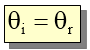 θi = θr